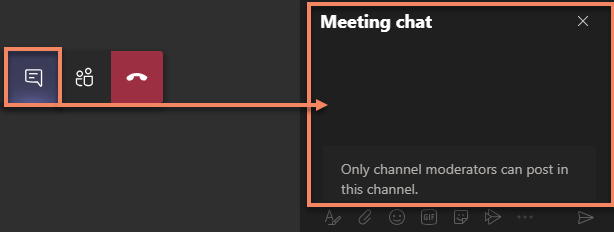 Meeting chat
Only channel moderators can post in
this channel.
GIF